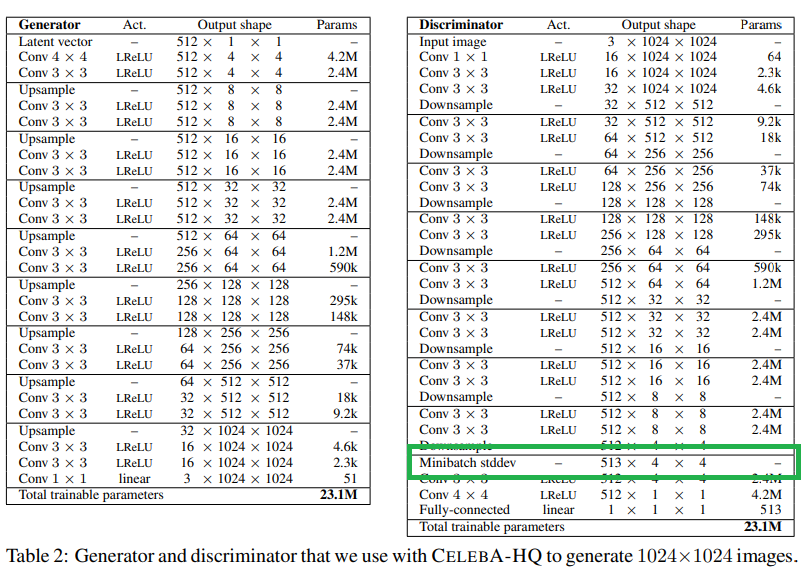 Generator Act. Output shape Params
Latent vector – 512 × 1 × 1 –
Conv 4 × 4 LReLU 512 × 4 × 4 4.2M
Conv 3 × 3 LReLU 512 × 4 × 4 2.4M
Upsample – 512 × 8 × 8 –
Conv 3 × 3 LReLU 512 × 8 × 8 2.4M
Conv 3 × 3 LReLU 512 × 8 × 8 2.4M
Upsample – 512 × 16 × 16 –
Conv 3 × 3 LReLU 512 × 16 × 16 2.4M
Conv 3 × 3 LReLU 512 × 16 × 16 2.4M
Upsample – 512 × 32 × 32 –
Conv 3 × 3 LReLU 512 × 32 × 32 2.4M
Conv 3 × 3 LReLU 512 × 32 × 32 2.4M
Upsample – 512 × 64 × 64 –
Conv 3 × 3 LReLU 256 × 64 × 64 1.2M
Conv 3 × 3 LReLU 256 × 64 × 64 590k
Upsample – 256 × 128 × 128 –
Conv 3 × 3 LReLU 128 × 128 × 128 295k
Conv 3 × 3 LReLU 128 × 128 × 128 148k
Upsample – 128 × 256 × 256 –
Conv 3 × 3 LReLU 64 × 256 × 256 74k
Conv 3 × 3 LReLU 64 × 256 × 256 37k
Upsample – 64 × 512 × 512 –
Conv 3 × 3 LReLU 32 × 512 × 512 18k
Conv 3 × 3 LReLU 32 × 512 × 512 9.2k
Upsample – 32 × 1024 × 1024 –
Conv 3 × 3 LReLU 16 × 1024 × 1024 4.6k
Conv 3 × 3 LReLU 16 × 1024 × 1024 2.3k
Conv 1 × 1 linear 3 × 1024 × 1024 51
Total trainable parameters 23.1M
Discriminator Act. Output shape Params
Input image – 3 × 1024 × 1024 –
Conv 1 × 1 LReLU 16 × 1024 × 1024 64
Conv 3 × 3 LReLU 16 × 1024 × 1024 2.3k
Conv 3 × 3 LReLU 32 × 1024 × 1024 4.6k
Downsample – 32 × 512 × 512 –
Conv 3 × 3 LReLU 32 × 512 × 512 9.2k
Conv 3 × 3 LReLU 64 × 512 × 512 18k
Downsample – 64 × 256 × 256 –
Conv 3 × 3 LReLU 64 × 256 × 256 37k
Conv 3 × 3 LReLU 128 × 256 × 256 74k
Downsample – 128 × 128 × 128 –
Conv 3 × 3 LReLU 128 × 128 × 128 148k
Conv 3 × 3 LReLU 256 × 128 × 128 295k
Downsample – 256 × 64 × 64 –
Conv 3 × 3 LReLU 256 × 64 × 64 590k
Conv 3 × 3 LReLU 512 × 64 × 64 1.2M
Downsample – 512 × 32 × 32 –
Conv 3 × 3 LReLU 512 × 32 × 32 2.4M
Conv 3 × 3 LReLU 512 × 32 × 32 2.4M
Downsample – 512 × 16 × 16 –
Conv 3 × 3 LReLU 512 × 16 × 16 2.4M
Conv 3 × 3 LReLU 512 × 16 × 16 2.4M
Downsample – 512 × 8 × 8 –
Conv 3 × 3 LReLU 512 × 8 × 8 2.4M
Conv 3 × 3 LReLU 512 × 8 × 8 2.4M
Downsample – 512 × 4 × 4
Minibatch stddev – 513 × 4 × 4 –
Conv 3 × 3 LReLU 512 × 4 × 4 2.4M
Conv 4 × 4 LReLU 512 × 1 × 1 4.2M
Fully-connected linear 1 × 1 × 1 513
Total trainable parameters 23.1M
Table 2: Generator and discriminator that we use with CELEBA-HQ to generate 1024×1024 images.